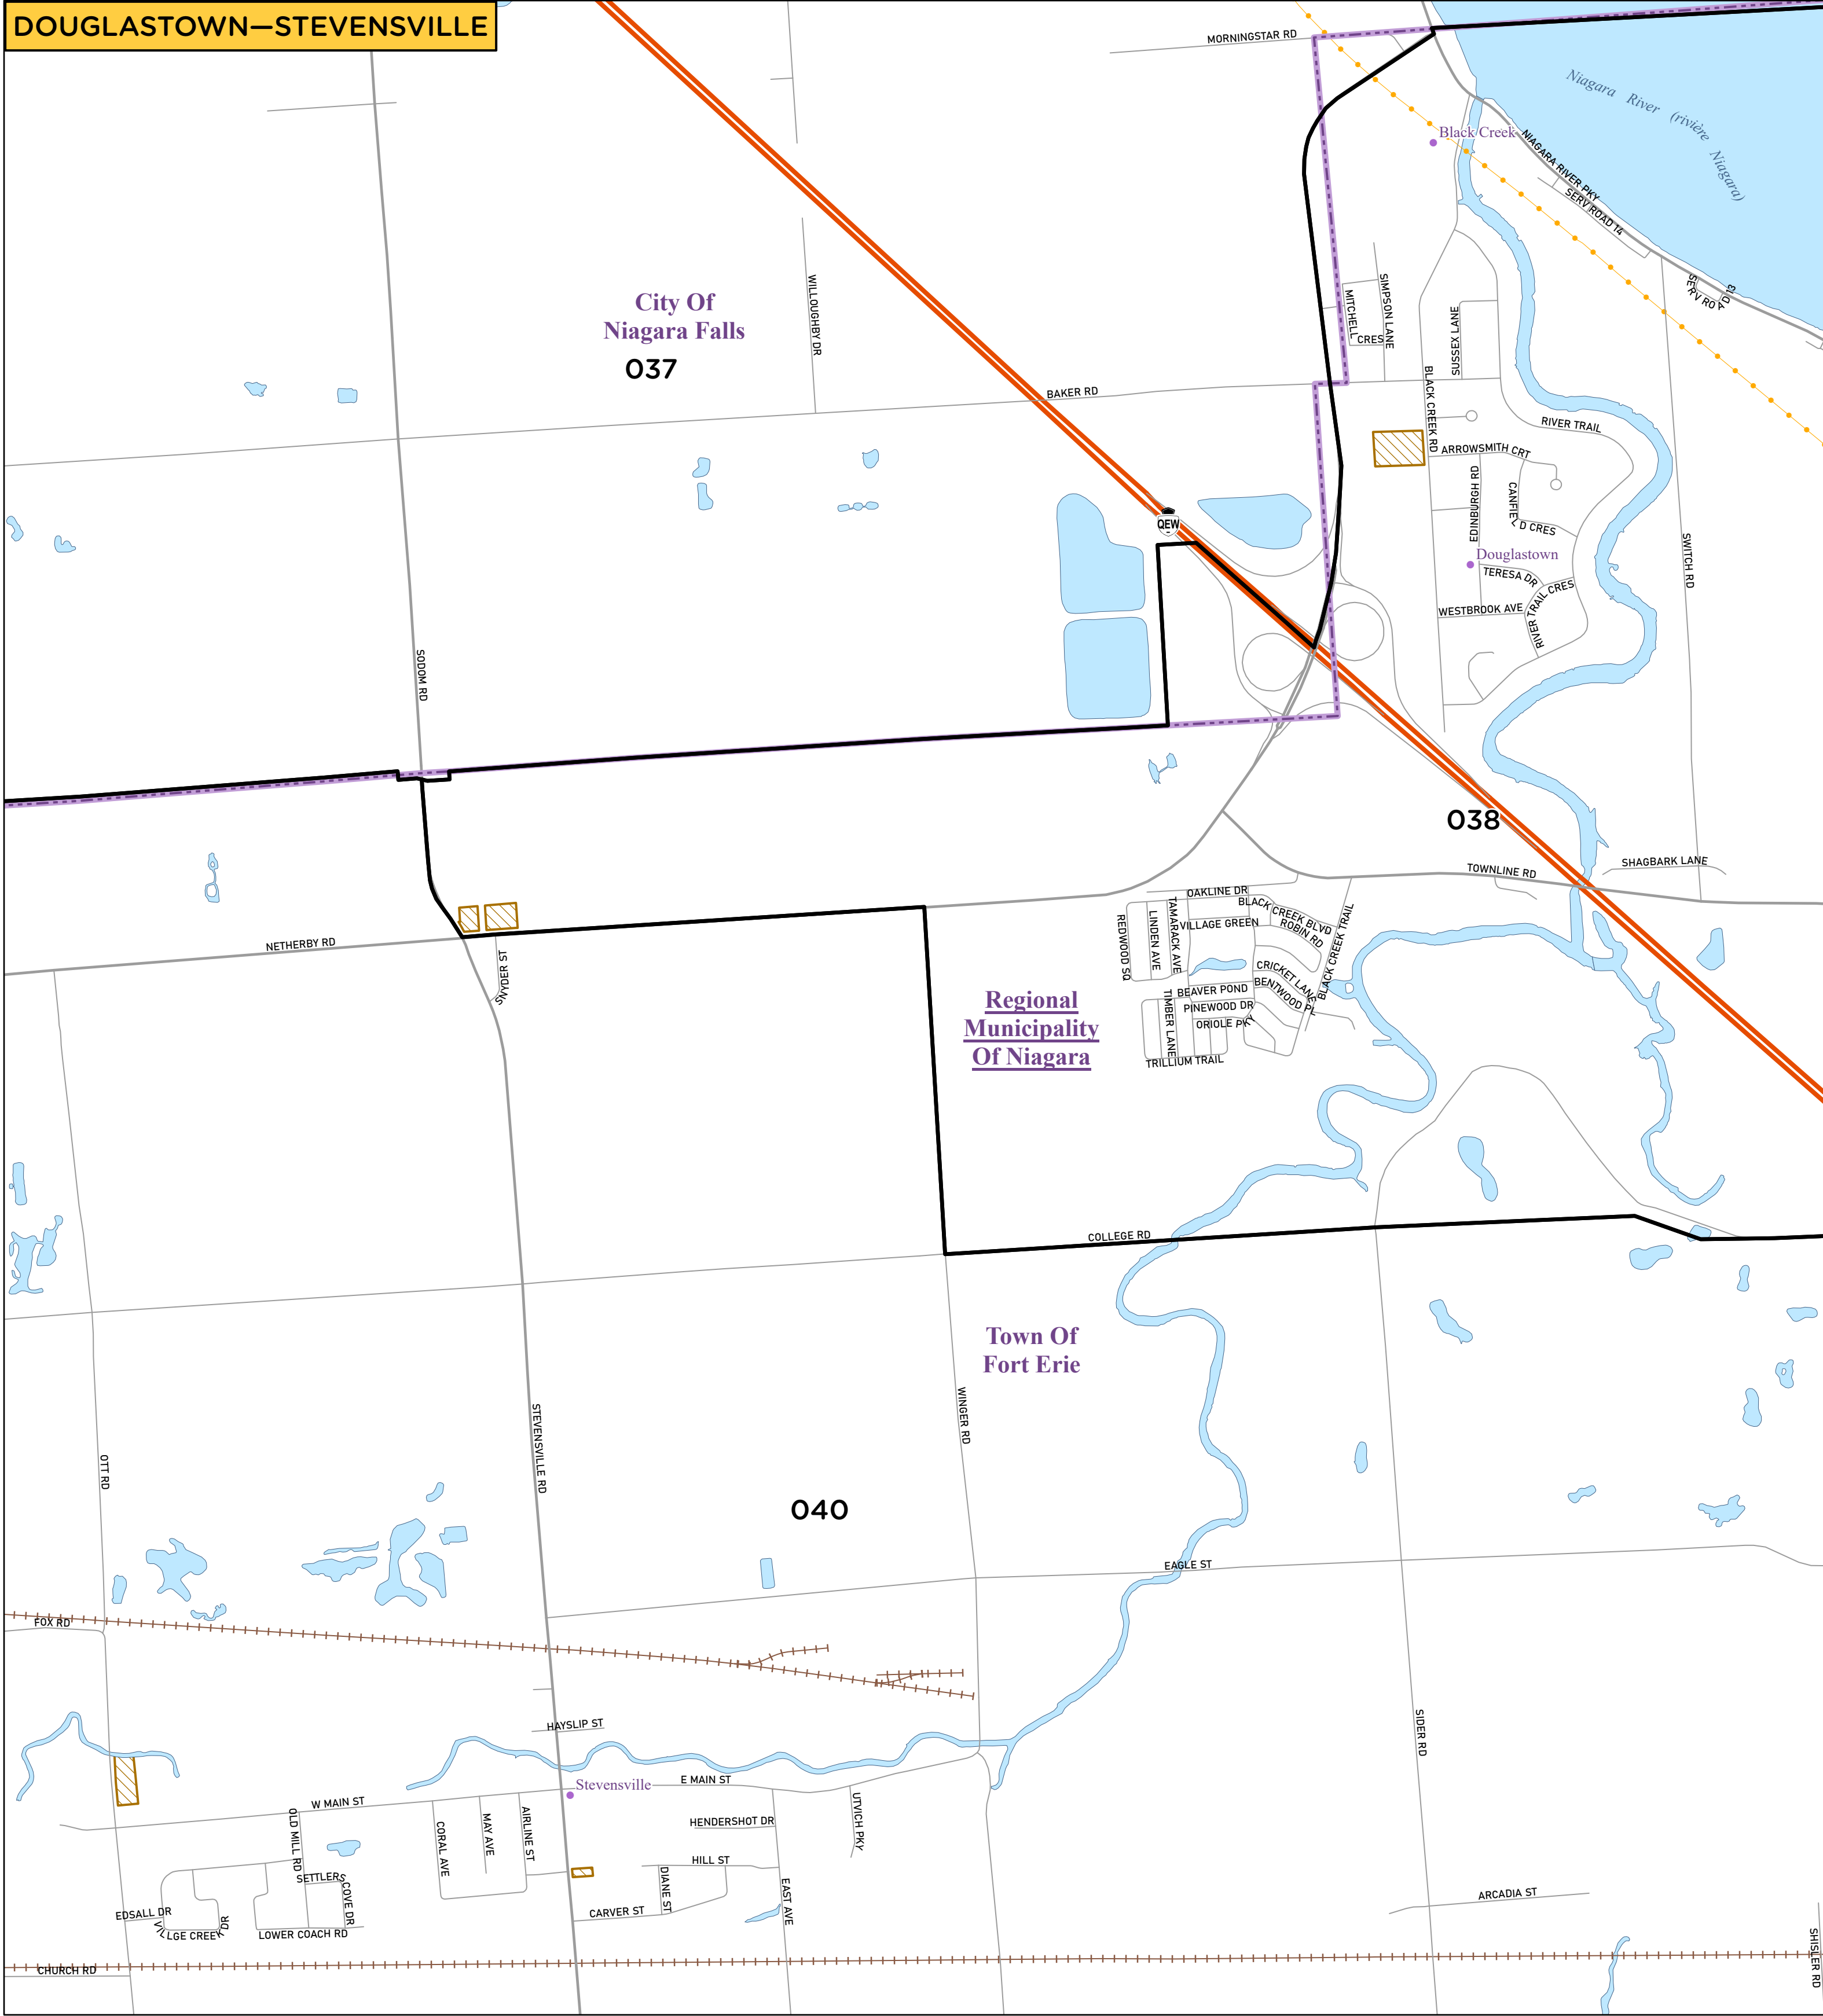 DOUGLASTOWN—STEVENSVILLE
MORNINGSTAR RD
Niagara River (rivière Niagara)
Black Creek
NIAGARA RIVER PKY
SERV ROAD 14
SERV ROAD 13
City Of
Niagara Falls
037
WILLOUGHBY DR
MITCHELL CRES
SIMPSON LANE
SUSSEX LANE
BAKER RD
BLACK CREEK RD
RIVER TRAIL
ARROWSMITH CRT
EDINBURGH RD
CANFIELD CRES
QEW
Douglastown
TERESA DR
WESTBROOK AVE
RIVER TRAIL CRES
SWITCH RD
SODOM RD
038
SHAGBARK LANE
TOWNLINE RD
OAKLINE DR
BLACK CREEK BLVD
ROBIN RD
VILLAGE GREEN
REDWOOD SQ
LINDEN AVE
TAMARACK AVE
BLACK CREEK TRAIL
NETHERBY RD
SNYDER ST
CRICKET LANE
BENTWOOD PL
BEAVER POND
PINEWOOD DR
ORIOLE PKY
TIMBER LANE
TRILLIUM TRAIL
Regional
Municipality
Of Niagara
COLLEGE RD
Town Of
Fort Erie
WINGER RD
STEVENSVILLE RD
OTT RD
040
EAGLE ST
FOX RD
SIDER RD
HAYSLIP ST
Stevensville
E MAIN ST
W MAIN ST
OLD MILL RD
CORAL AVE
MAY AVE
AIRLINE ST
HENDERSHOT DR
UTVICH PKY
HILL ST
DIANE ST
EAST AVE
CARVER ST
SETTLERS COVE DR
EDSALL DR
VILLGE CREEK DR
LOWER COACH RD
ARCADIA ST
SHISLER RD
CHURCH RD